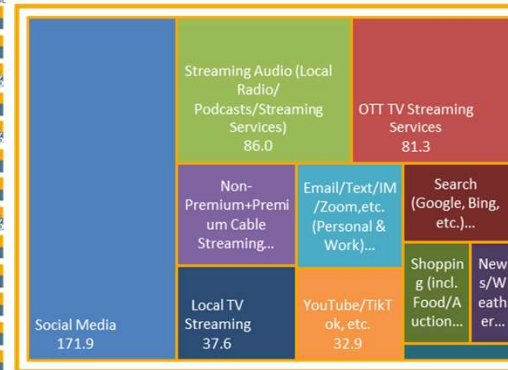 Social Media
171.9
Streaming Audio (Local
Radio/
Podcasts/Streaming
Services)
86.0
OTT TV Streaming
Services
81.3
Non-
Premium+Premi
um Cable
Streaming...
Email/Text/IM
/Zoom,etc.
(Personal &
Work)...
Search
(Google, Bing,
etc.)...
Local TV
Streaming
37.6
YouTube/TikT
ok, etc.
32.9
Shoppin
g (incl.
Food/A
uction...
New
s/W
eath
er...